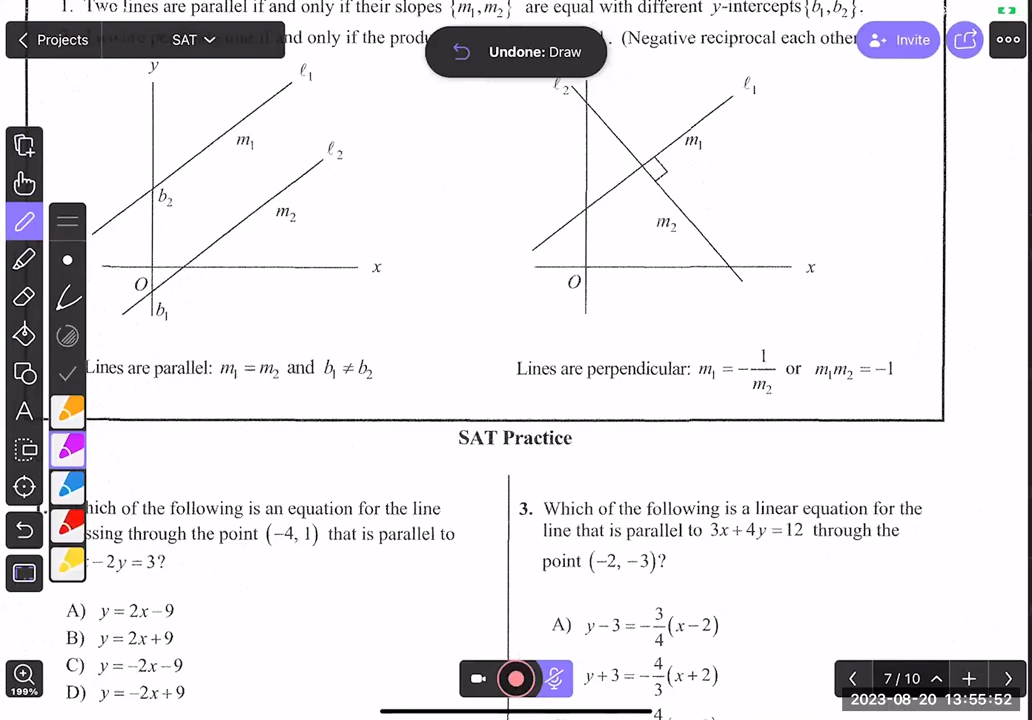 1. Two lines are parallel if and only if their slopes {m₁, m₂} are equal with different y-intercepts {b₁, b₂}.
Projects
SAT
and only if the produ
Undone: Draw
. (Negative reciprocal each other
Invite
y
ℓ₁
m₁
ℓ₂
b₂
m₂
x
O
b₁
ℓ₂
ℓ₁
m₁
m₂
x
O
Lines are parallel: m₁ = m₂ and b₁ ≠ b₂
Lines are perpendicular: m₁ = -1/m₂ or m₁m₂ = -1
SAT Practice
hich of the following is an equation for the line
ssing through the point (-4, 1) that is parallel to
- 2y = 3?
A) y = 2x - 9
B) y = 2x + 9
C) y = -2x - 9
D) y = -2x + 9
3. Which of the following is a linear equation for the
line that is parallel to 3x + 4y = 12 through the
point (-2, -3)?
A) y - 3 = -3/4(x - 2)
y + 3 = -4/3(x + 2)
4
A
199%
7 / 10
2023-08-20 13:55:52